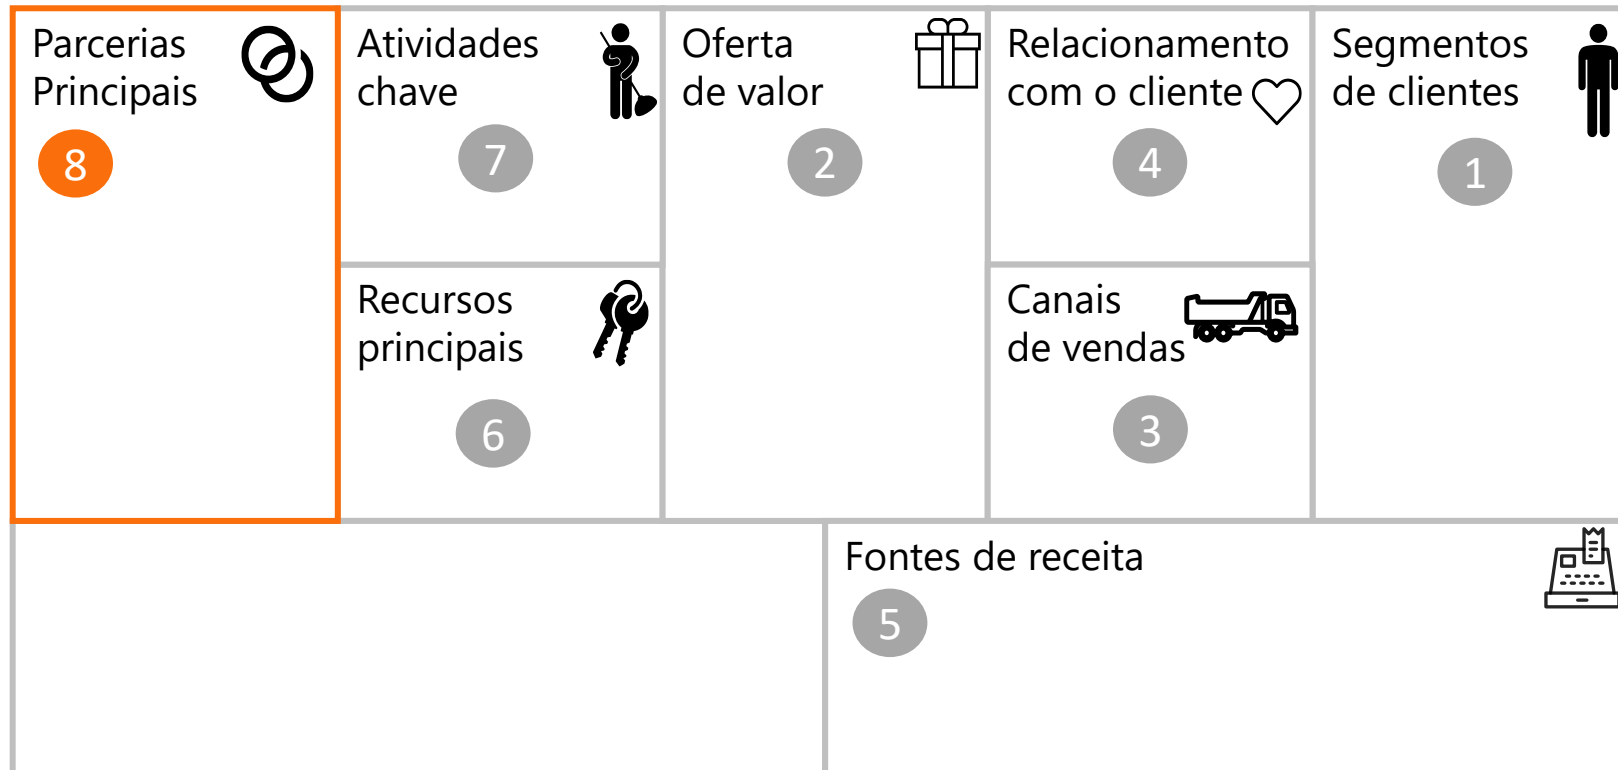 Parcerias
Principais
8
Atividades
chave
7
Recursos
principais
6
Oferta
de valor
2
Relacionamento
com o cliente
4
Canais
de vendas
3
Segmentos
de clientes
1
Fontes de receita
5